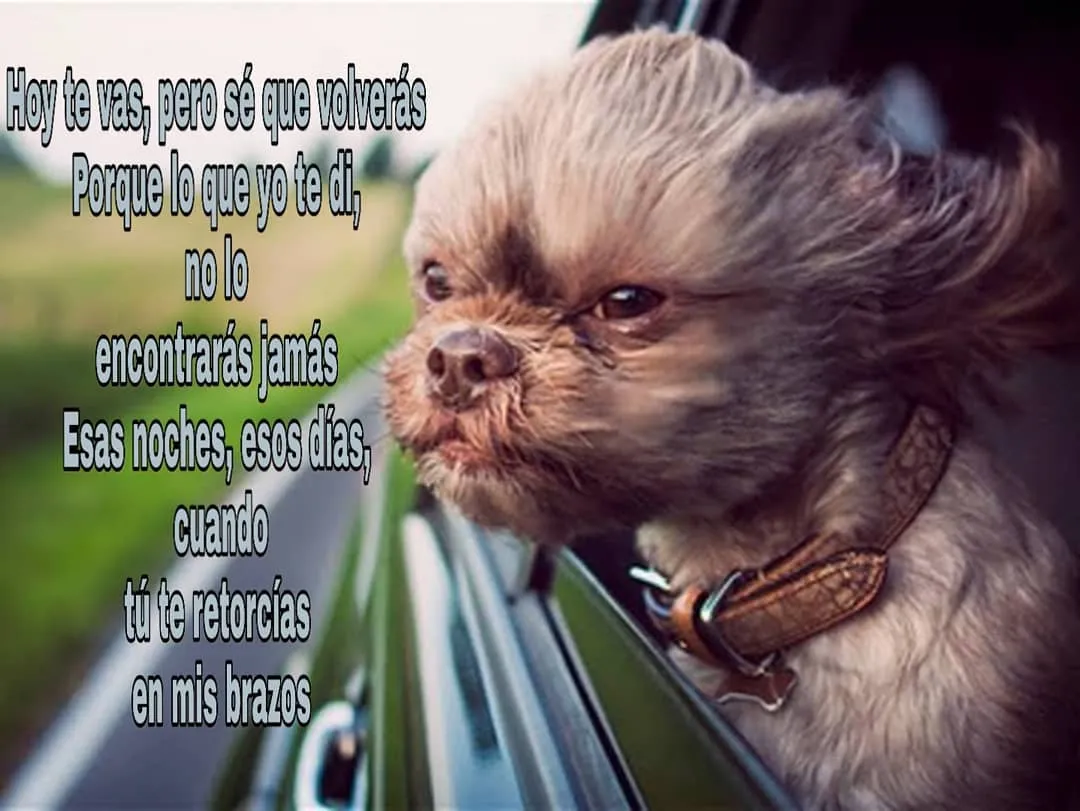 Hoy te vas, pero sé que volverás
Porque lo que yo te di,
no lo
encontrarás jamás
Esas noches, esos días,
cuando
tú te retorcías
en mis brazos